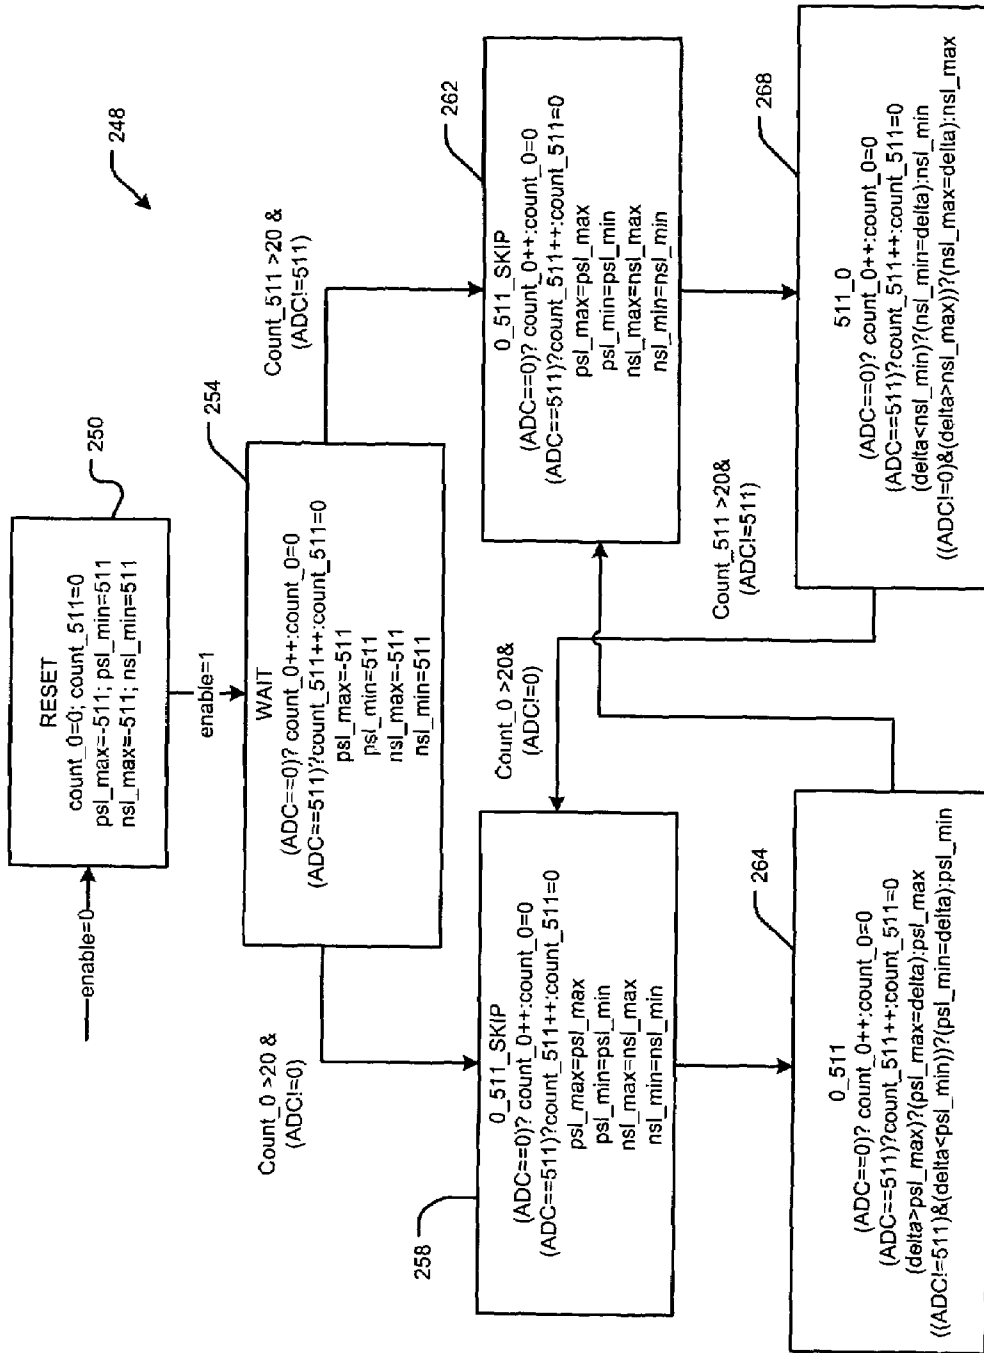 248
enable=0
RESET
count_0=0; count_511=0
psl_max=-511; psl_min=511
nsl_max=-511; nsl_min=511
250
enable=1
WAIT
(ADC==0)? count_0++:count_0=0
(ADC==511)?count_511++:count_511=0
psl_max=-511
psl_min=511
nsl_max=-511
nsl_min=511
254
Count_0 >20 &
(ADC!=0)
Count_511 >20 &
(ADC!=511)
258
0_511_SKIP
(ADC==0)? count_0++:count_0=0
(ADC==511)?count_511++:count_511=0
psl_max=psl_max
psl_min=psl_min
nsl_max=nsl_max
nsl_min=nsl_min
0_511_SKIP
(ADC==0)? count_0++:count_0=0
(ADC==511)?count_511++:count_511=0
psl_max=psl_max
psl_min=psl_min
nsl_max=nsl_max
nsl_min=nsl_min
262
Count_0 >20&
(ADC!=0)
Count_511 >20&
(ADC!=511)
264
0_511
(ADC==0)? count_0++:count_0=0
(ADC==511)?count_511++:count_511=0
(delta>psl_max)?(psl_max=delta):psl_max
((ADC!=511)&(delta<psl_min))?(psl_min=delta):psl_min
268
511_0
(ADC==0)? count_0++:count_0=0
(ADC==511)?count_511++:count_511=0
(delta<nsl_min)?(nsl_min=delta):nsl_min
((ADC!=0)&(delta>nsl_max))?(nsl_max=delta):nsl_max